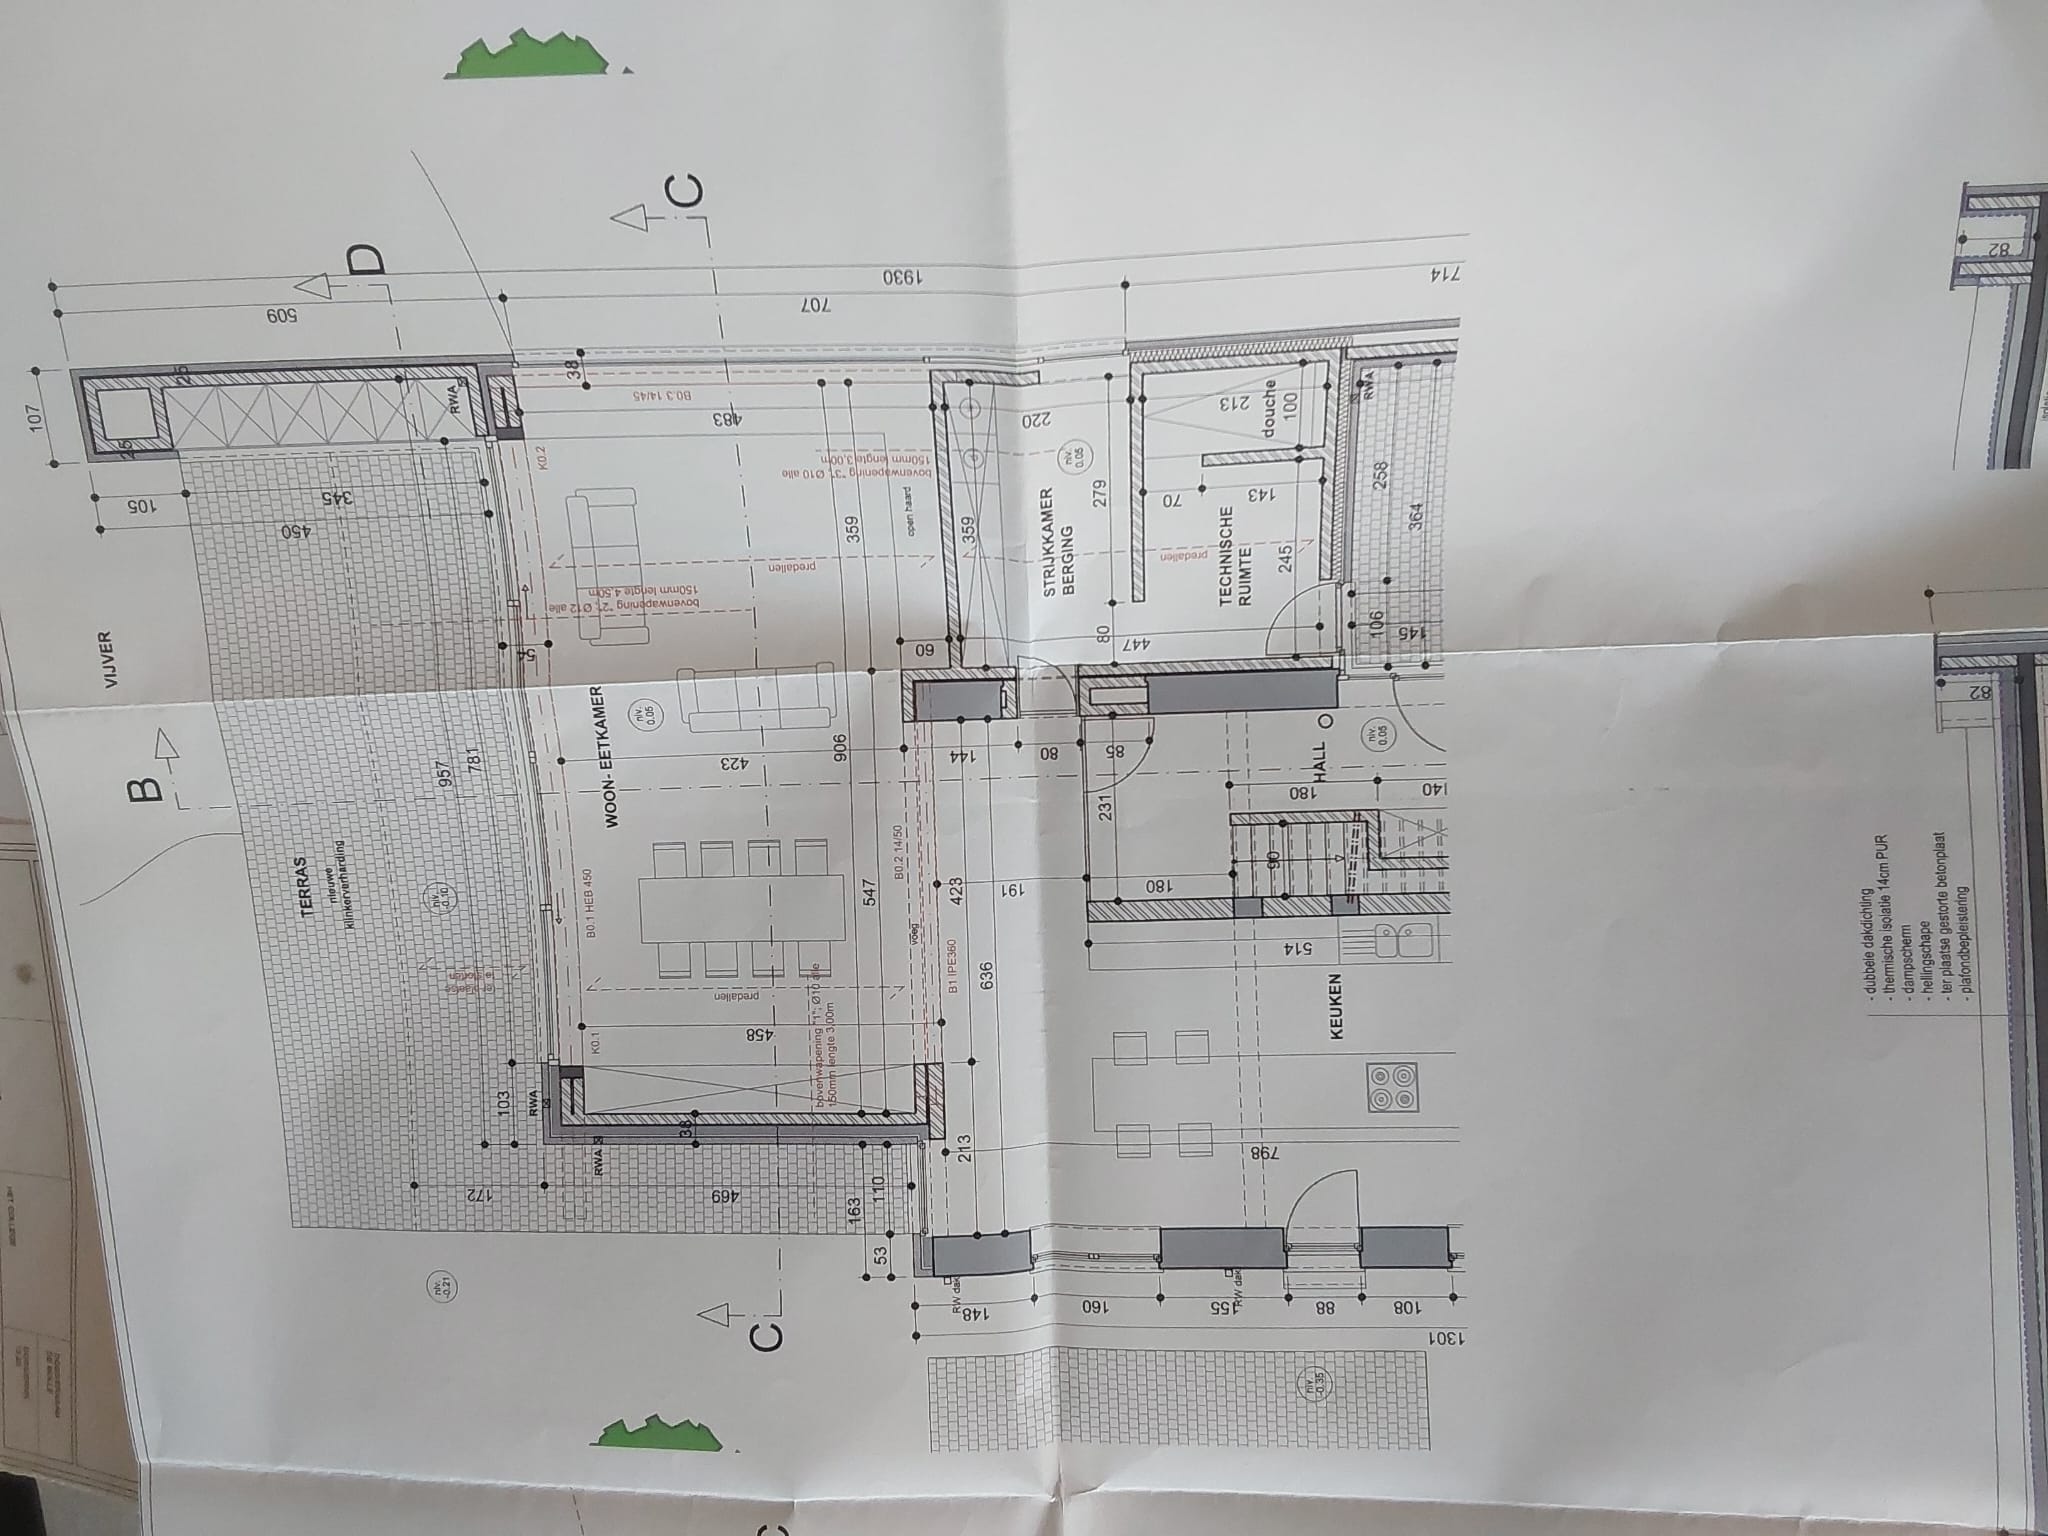 HET COLLEGE
DE WILLE
107
VIJVER
B
105
25
25
TERRAS
nieuwe
klinkerverharding
450
345
509
D
niv.
-0.21
niv.
-0.10
957
781
172
103
RWA
RWA
RWA
54
K0.1
B0.1 HEB 450
K0.2
38
WOON- EETKAMER
niv.
0.05
bovenwapening "2"; Ø12 alle
150mm lengte 4,50m
B0.3 14/45
C
C
C
38
469
458
predallen
423
483
predallen
bovenwapening "1"; Ø10 alle
150mm lengte 3,00m
bovenwapening "3"; Ø10 alle
150mm lengte 3,00m
707
906
163
547
359
53
110
B0.2 14/50
voeg
open haard
60
1930
RW dak
148
213
B1 IPE360
423
144
359
636
191
80
STRIJKKAMER
BERGING
niv.
0.05
220
160
231
85
80
279
447
180
70
predallen
155
RW dak
798
TECHNISCHE
RUIMTE
213
143
douche
100
90
245
514
180
HALL
niv.
-0.35
88
KEUKEN
niv.
0.05
RWA
106
258
108
145
364
140
1301
714
- dubbele dakdichting
- thermische isolatie 14cm PUR
- dampscherm
- hellingschape
- ter plaatse gestorte betonplaat
- plafondbepleistering
82
82